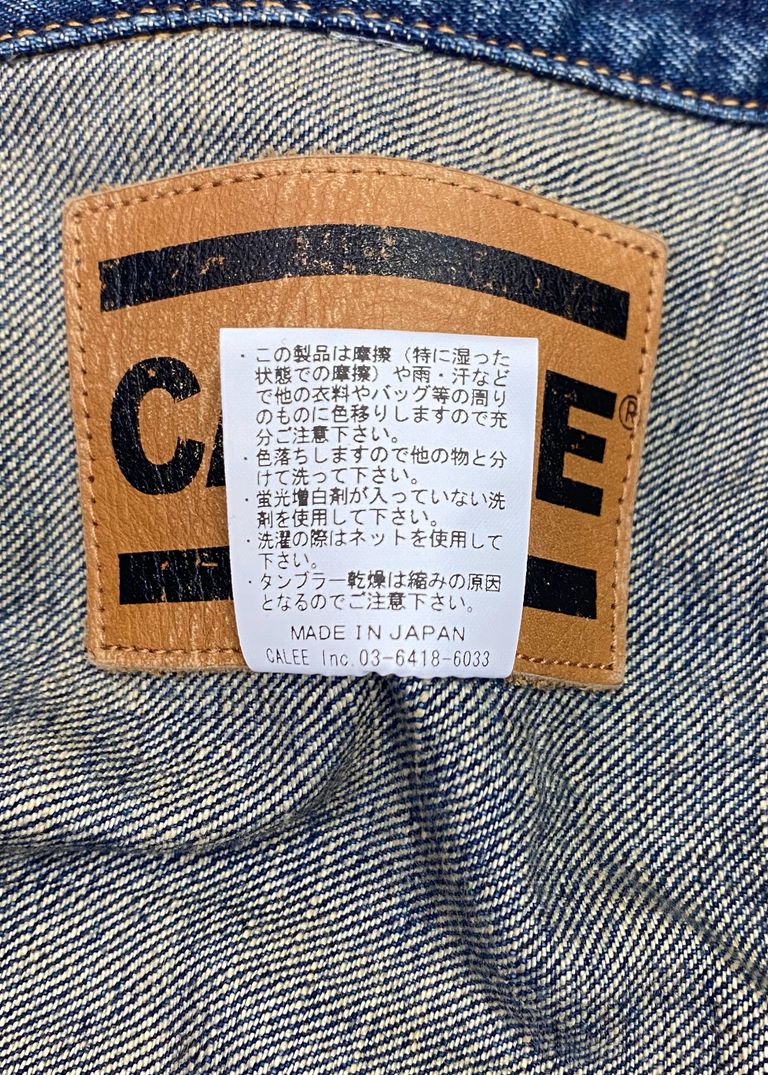 CALEE®
・この製品は摩擦（特に湿った
状態での摩擦）や雨・汗など
で他の衣料やバッグ等の周り
のものに色移りしますので充
分ご注意下さい。
・色落ちしますので他の物と分
けて洗って下さい。
・蛍光増白剤が入っていない洗
剤を使用して下さい。
・洗濯の際はネットを使用して
下さい。
・タンブラー乾燥は縮みの原因
となるのでご注意下さい。
MADE IN JAPAN
CALEE Inc.03-6418-6033